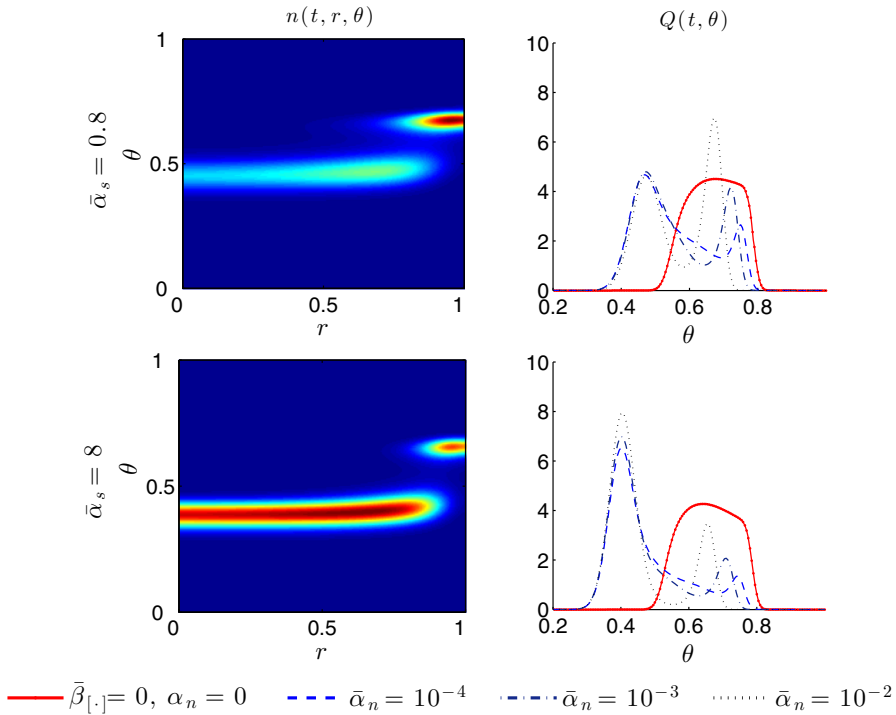 n(t, r, θ)
Q(t, θ)
ᾱ_s = 0.8
θ
1
0.5
0
0 0.5 1
r
10
8
6
4
2
0
0.2 0.4 0.6 0.8
θ
ᾱ_s = 8
θ
1
0.5
0
0 0.5 1
r
10
8
6
4
2
0
0.2 0.4 0.6 0.8
θ
β̄_[·] = 0, α_n = 0 ᾱ_n = 10^{-4} ᾱ_n = 10^{-3} ᾱ_n = 10^{-2}